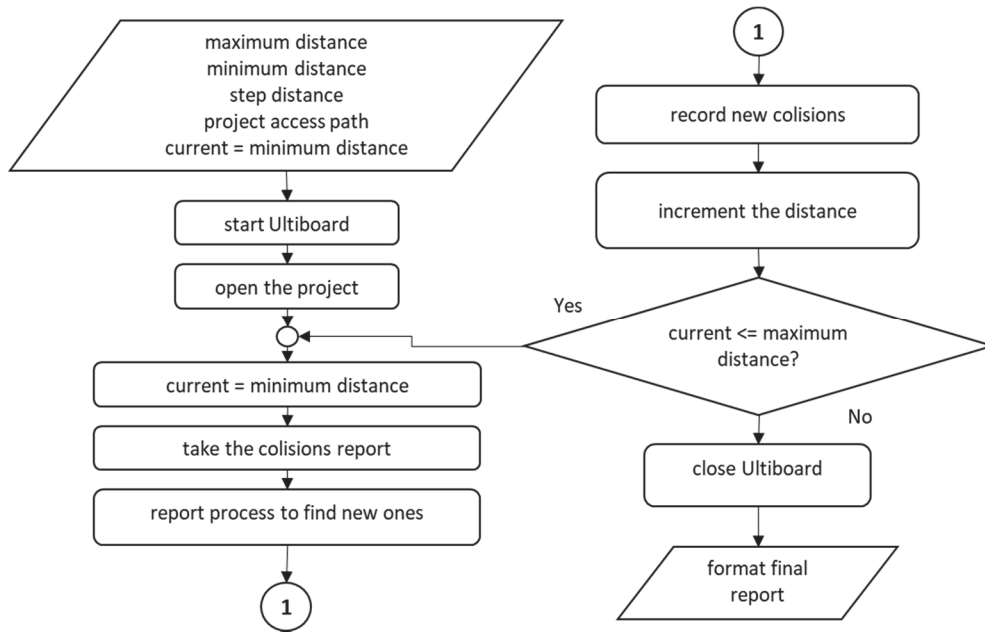 maximum distance
minimum distance
step distance
project access path
current = minimum distance
start Ultiboard
open the project
current = minimum distance
take the colisions report
report process to find new ones
1
1
record new colisions
increment the distance
Yes
current <= maximum
distance?
No
close Ultiboard
format final
report